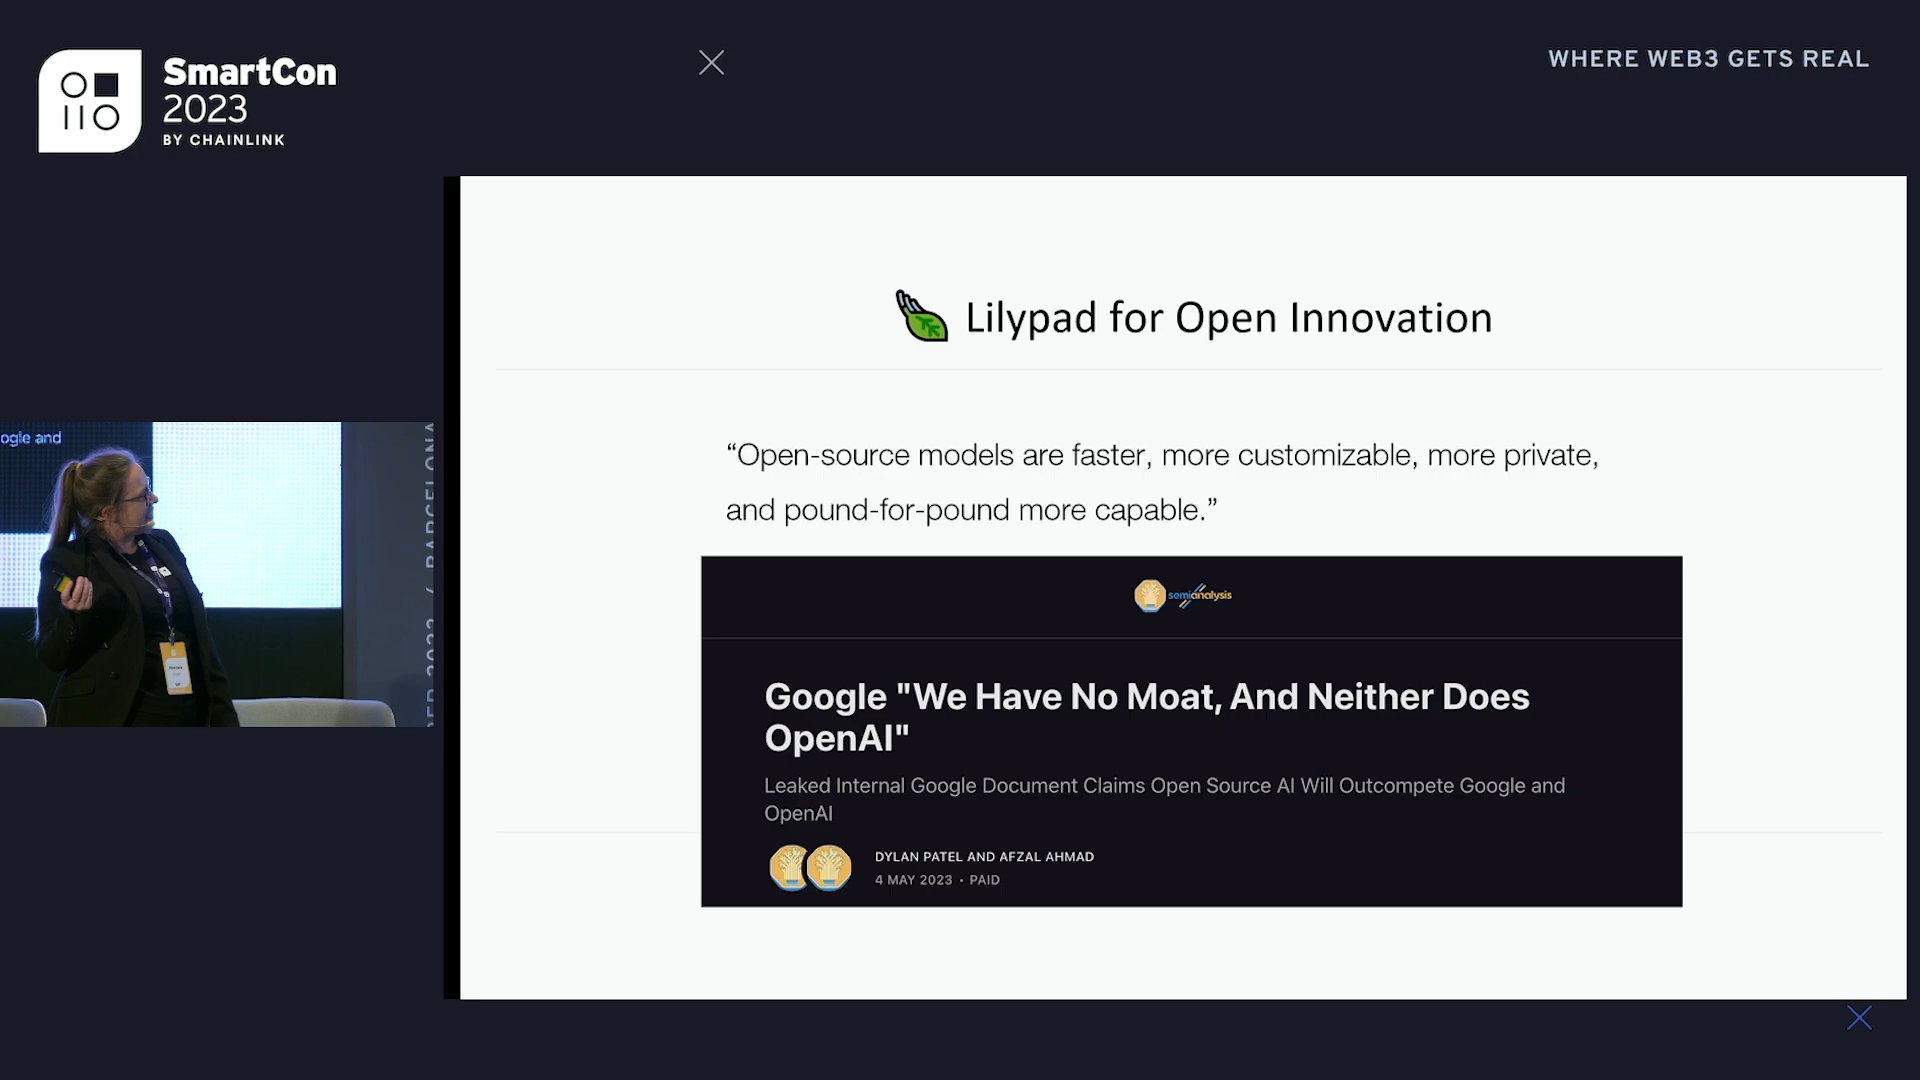 SmartCon
2023
BY CHAINLINK
WHERE WEB3 GETS REAL
Lilypad for Open Innovation
“Open-source models are faster, more customizable, more private,
and pound-for-pound more capable.”
semianalysis
Google "We Have No Moat, And Neither Does
OpenAI"
Leaked Internal Google Document Claims Open Source AI Will Outcompete Google and
OpenAI
DYLAN PATEL AND AFZAL AHMAD
4 MAY 2023 · PAID
ogle and
BARCELONA